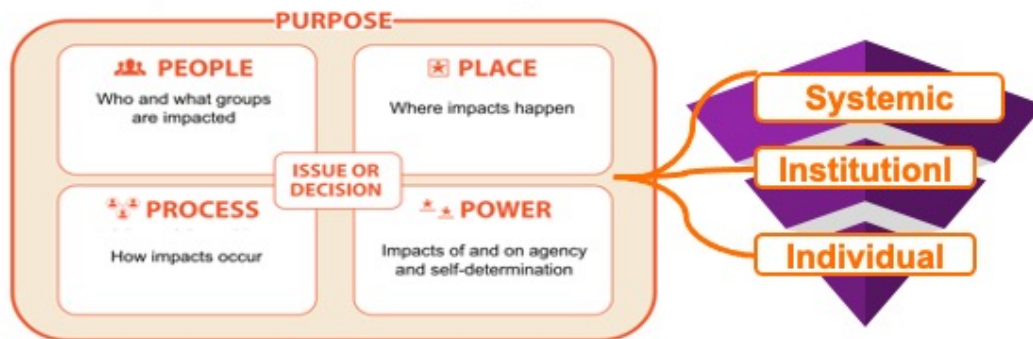 PURPOSE
PEOPLE
Who and what groups
are impacted
PLACE
Where impacts happen
ISSUE OR
DECISION
PROCESS
How impacts occur
POWER
Impacts of and on agency
and self-determination
Systemic
Institutionl
Individual